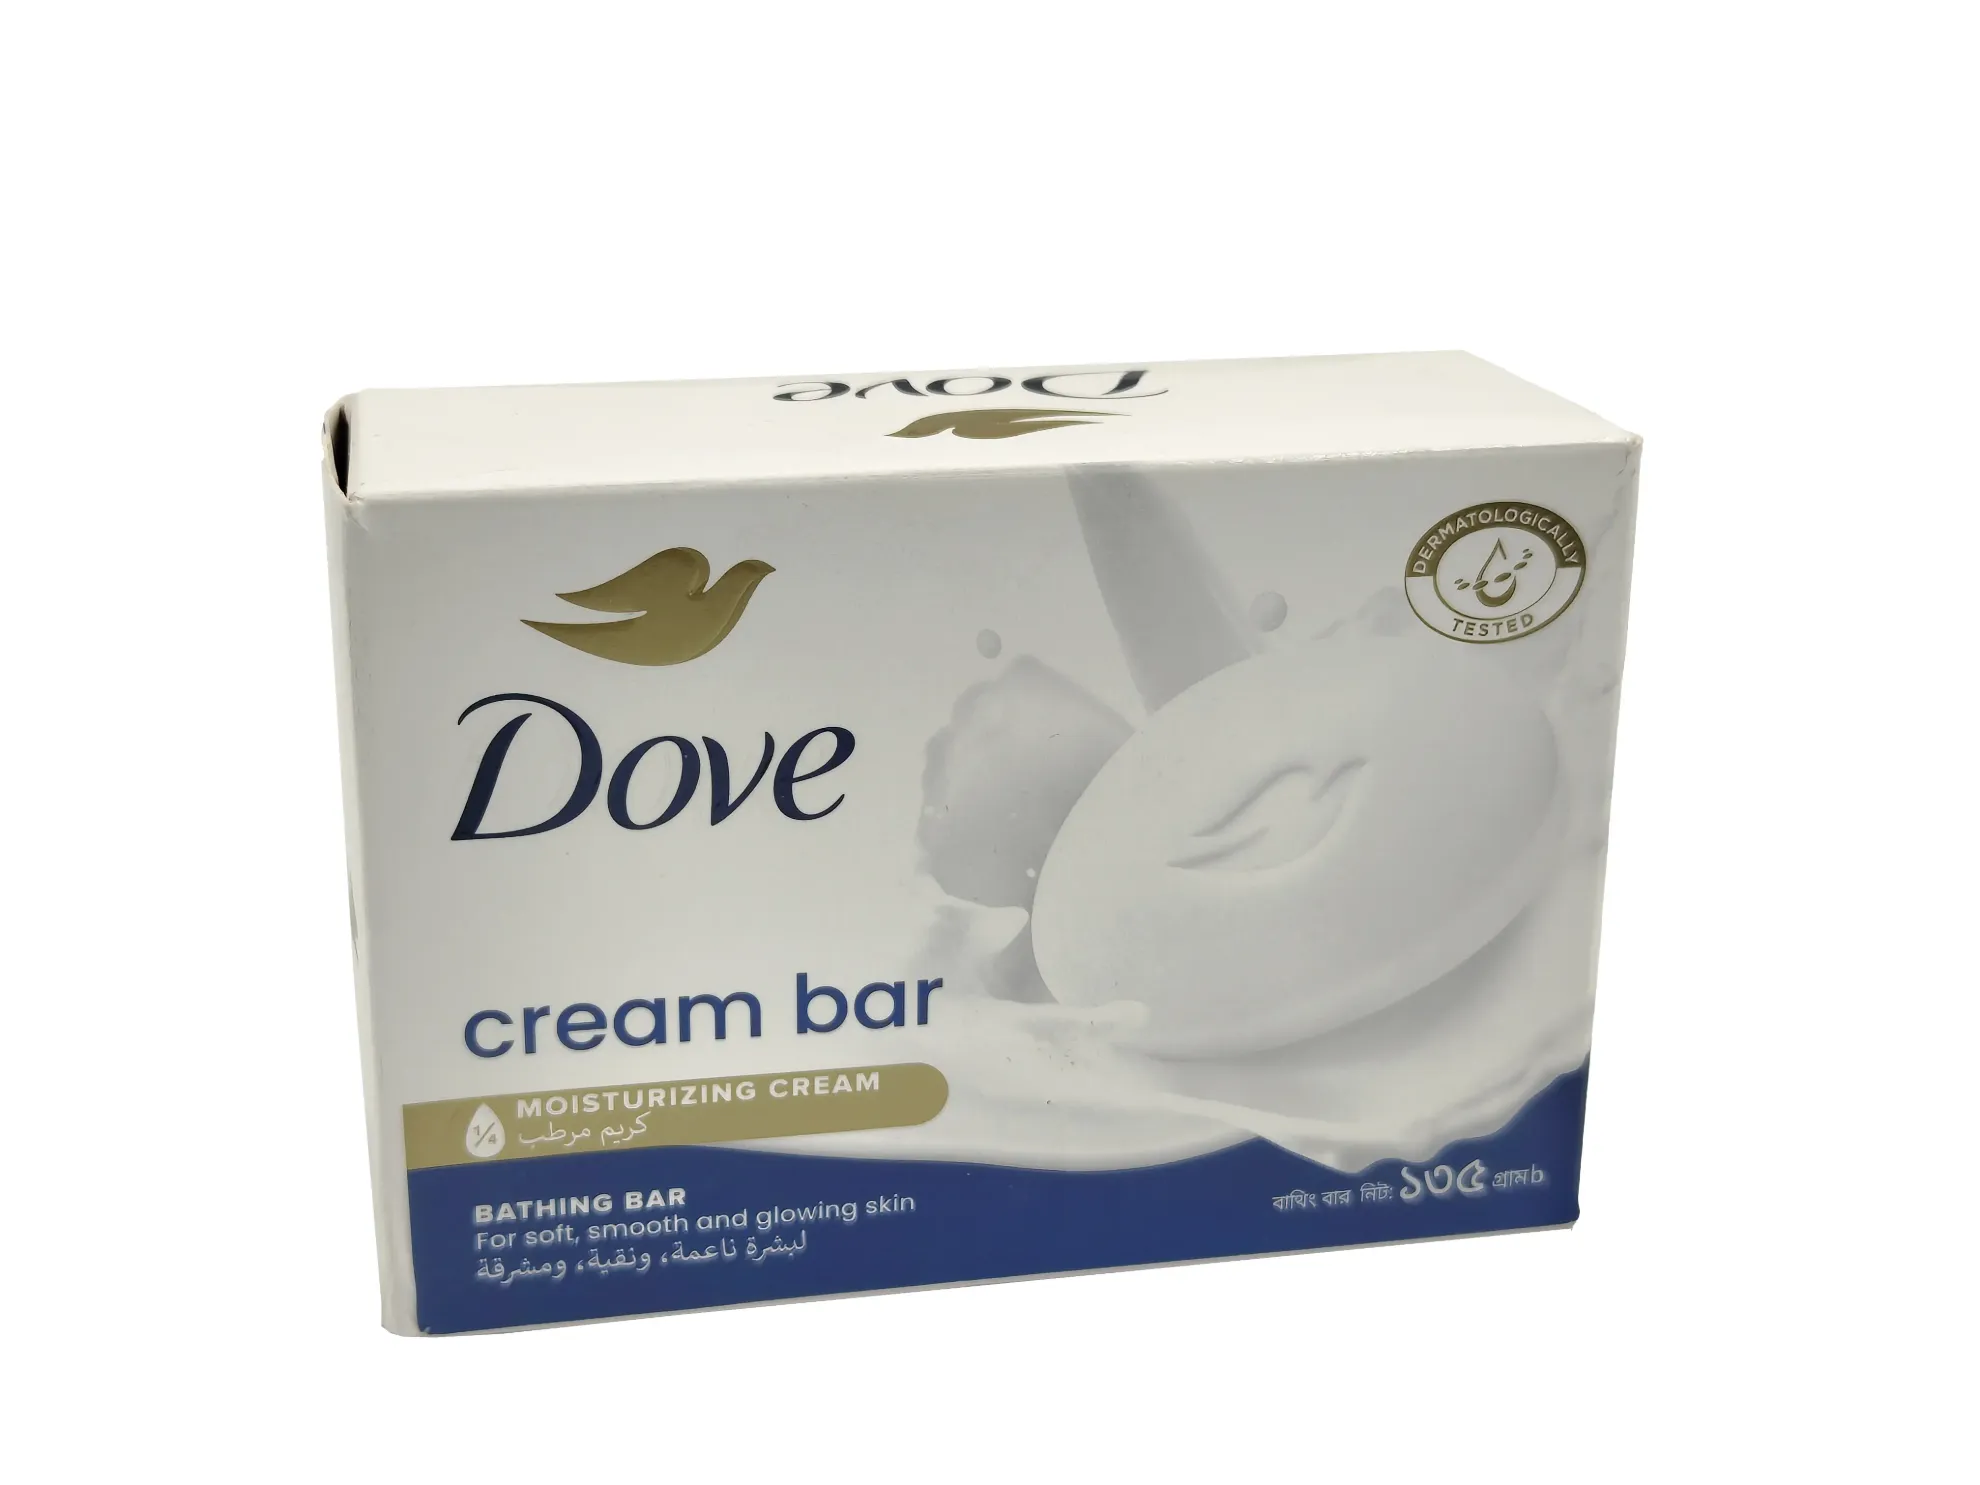 Dove
DERMATOLOGICALLY
TESTED
Dove
cream bar
1/4
MOISTURIZING CREAM
كريم مرطب
BATHING BAR
For soft, smooth and glowing skin
لبشرة ناعمة، ونقية، ومشرقة
বাথিং বার নিট: ১৩৫ গ্রাম b